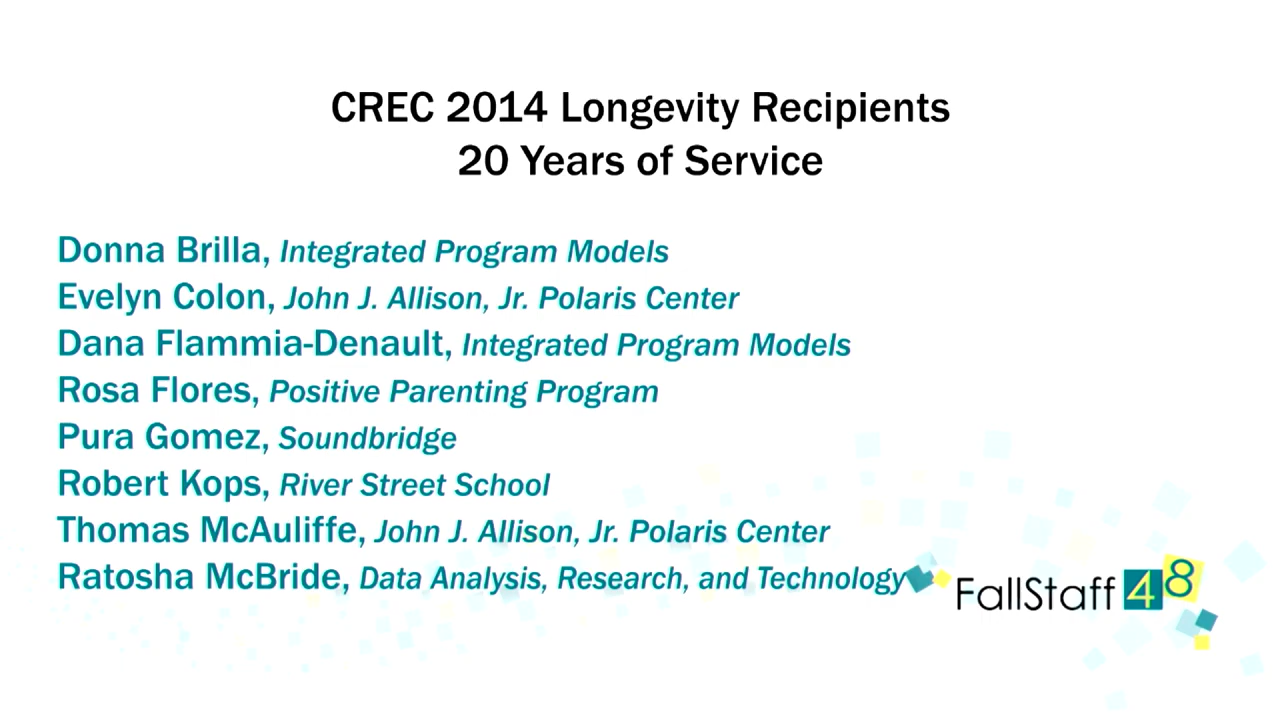 CREC 2014 Longevity Recipients
20 Years of Service
Donna Brilla, Integrated Program Models
Evelyn Colon, John J. Allison, Jr. Polaris Center
Dana Flammia-Denault, Integrated Program Models
Rosa Flores, Positive Parenting Program
Pura Gomez, Soundbridge
Robert Kops, River Street School
Thomas McAuliffe, John J. Allison, Jr. Polaris Center
Ratosha McBride, Data Analysis, Research, and Technology
FallStaff 48